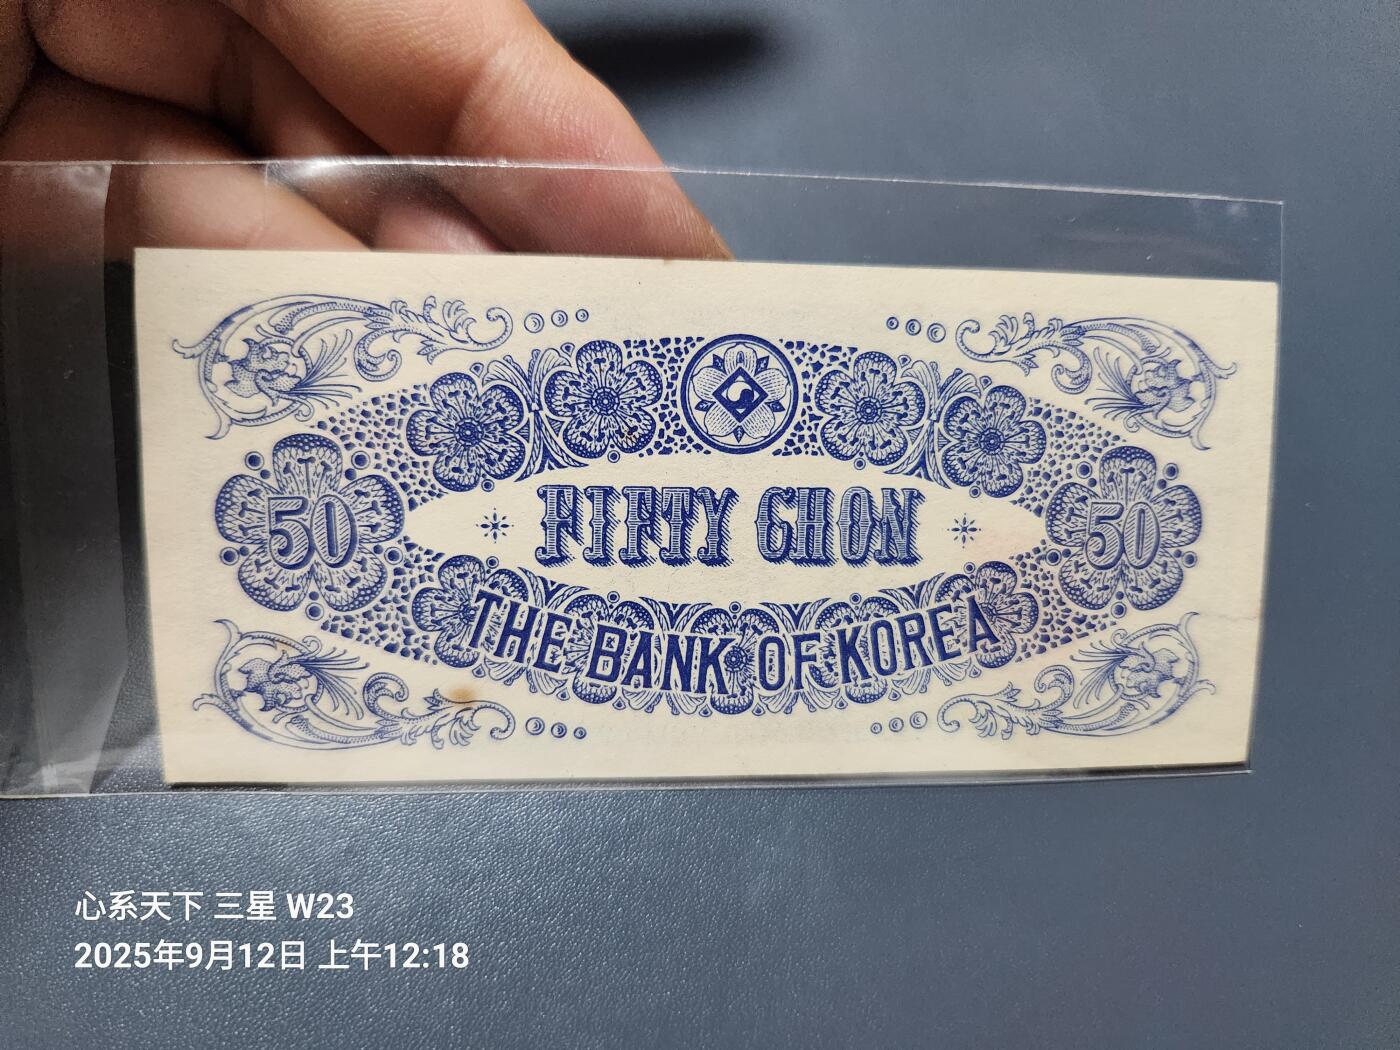 FIFTY CHON
50
50
THE BANK OF KOREA
心系天下 三星 W23
2025年9月12日 上午12:18